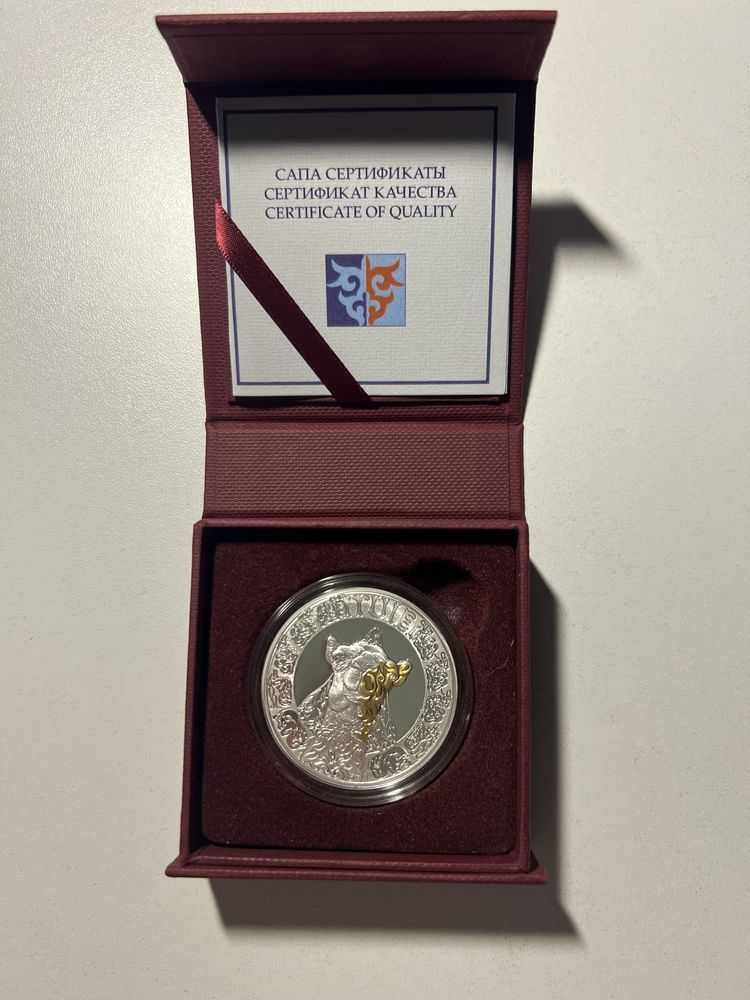 САПА СЕРТИФИКАТЫ
СЕРТИФИКАТ КАЧЕСТВА
CERTIFICATE OF QUALITY